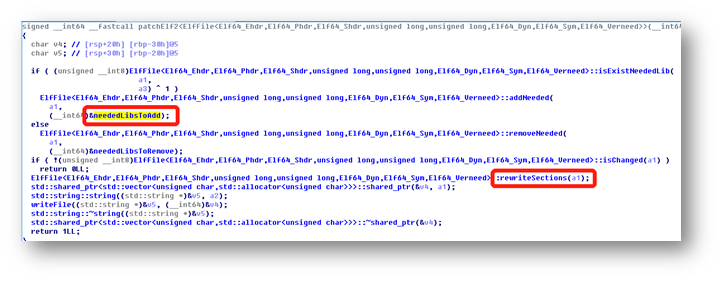 signed __int64 __fastcall patchElf2<ElfFile<Elf64_Ehdr,Elf64_Phdr,Elf64_Shdr,unsigned long,unsigned long,Elf64_Dyn,Elf64_Sym,Elf64_Verneed>>(__int64
{
char v4; // [rsp+20h] [rbp-30h]@5
char v5; // [rsp+30h] [rbp-20h]@5
if ( (unsigned __int8)ElfFile<Elf64_Ehdr,Elf64_Phdr,Elf64_Shdr,unsigned long,unsigned long,Elf64_Dyn,Elf64_Sym,Elf64_Verneed>::isExistNeededLib(
a1,
a3) ^ 1 )
ElfFile<Elf64_Ehdr,Elf64_Phdr,Elf64_Shdr,unsigned long,unsigned long,Elf64_Dyn,Elf64_Sym,Elf64_Verneed>::addNeeded(
a1,
(__int64)&neededLibsToAdd);
else
ElfFile<Elf64_Ehdr,Elf64_Phdr,Elf64_Shdr,unsigned long,unsigned long,Elf64_Dyn,Elf64_Sym,Elf64_Verneed>::removeNeeded(
a1,
(__int64)&neededLibsToRemove);
if ( !(unsigned __int8)ElfFile<Elf64_Ehdr,Elf64_Phdr,Elf64_Shdr,unsigned long,unsigned long,Elf64_Dyn,Elf64_Sym,Elf64_Verneed>::isChanged(a1) )
return 0LL;
ElfFile<Elf64_Ehdr,Elf64_Phdr,Elf64_Shdr,unsigned long,unsigned long,Elf64_Dyn,Elf64_Sym,Elf64_Verneed>::rewriteSections(a1);
std::shared_ptr<std::vector<unsigned char,std::allocator<unsigned char>>>::shared_ptr(&v4, a1);
std::string::string((std::string *)&v5, a2);
writeFile((std::string *)&v5, (__int64)&v4);
std::string::~string((std::string *)&v5);
std::shared_ptr<std::vector<unsigned char,std::allocator<unsigned char>>>::~shared_ptr(&v4);
return 1LL;